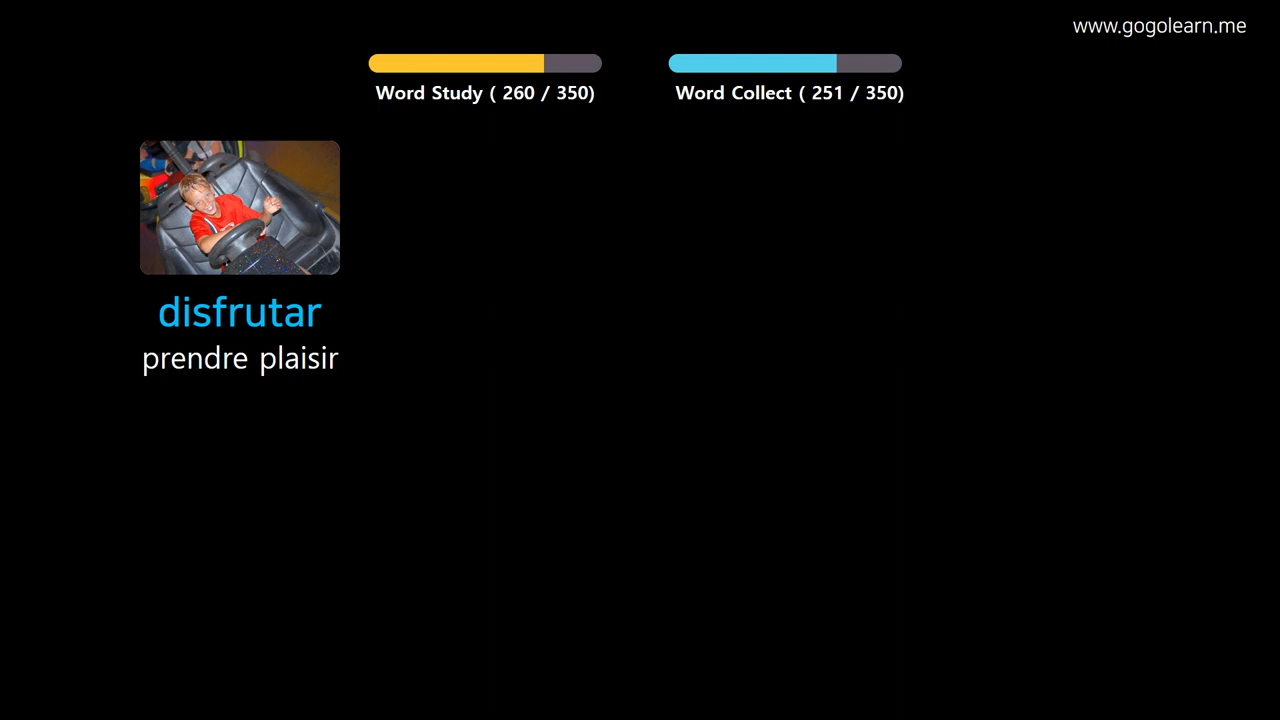 www.gogolearn.me
Word Study ( 260 / 350)
Word Collect ( 251 / 350)
disfrutar
prendre plaisir